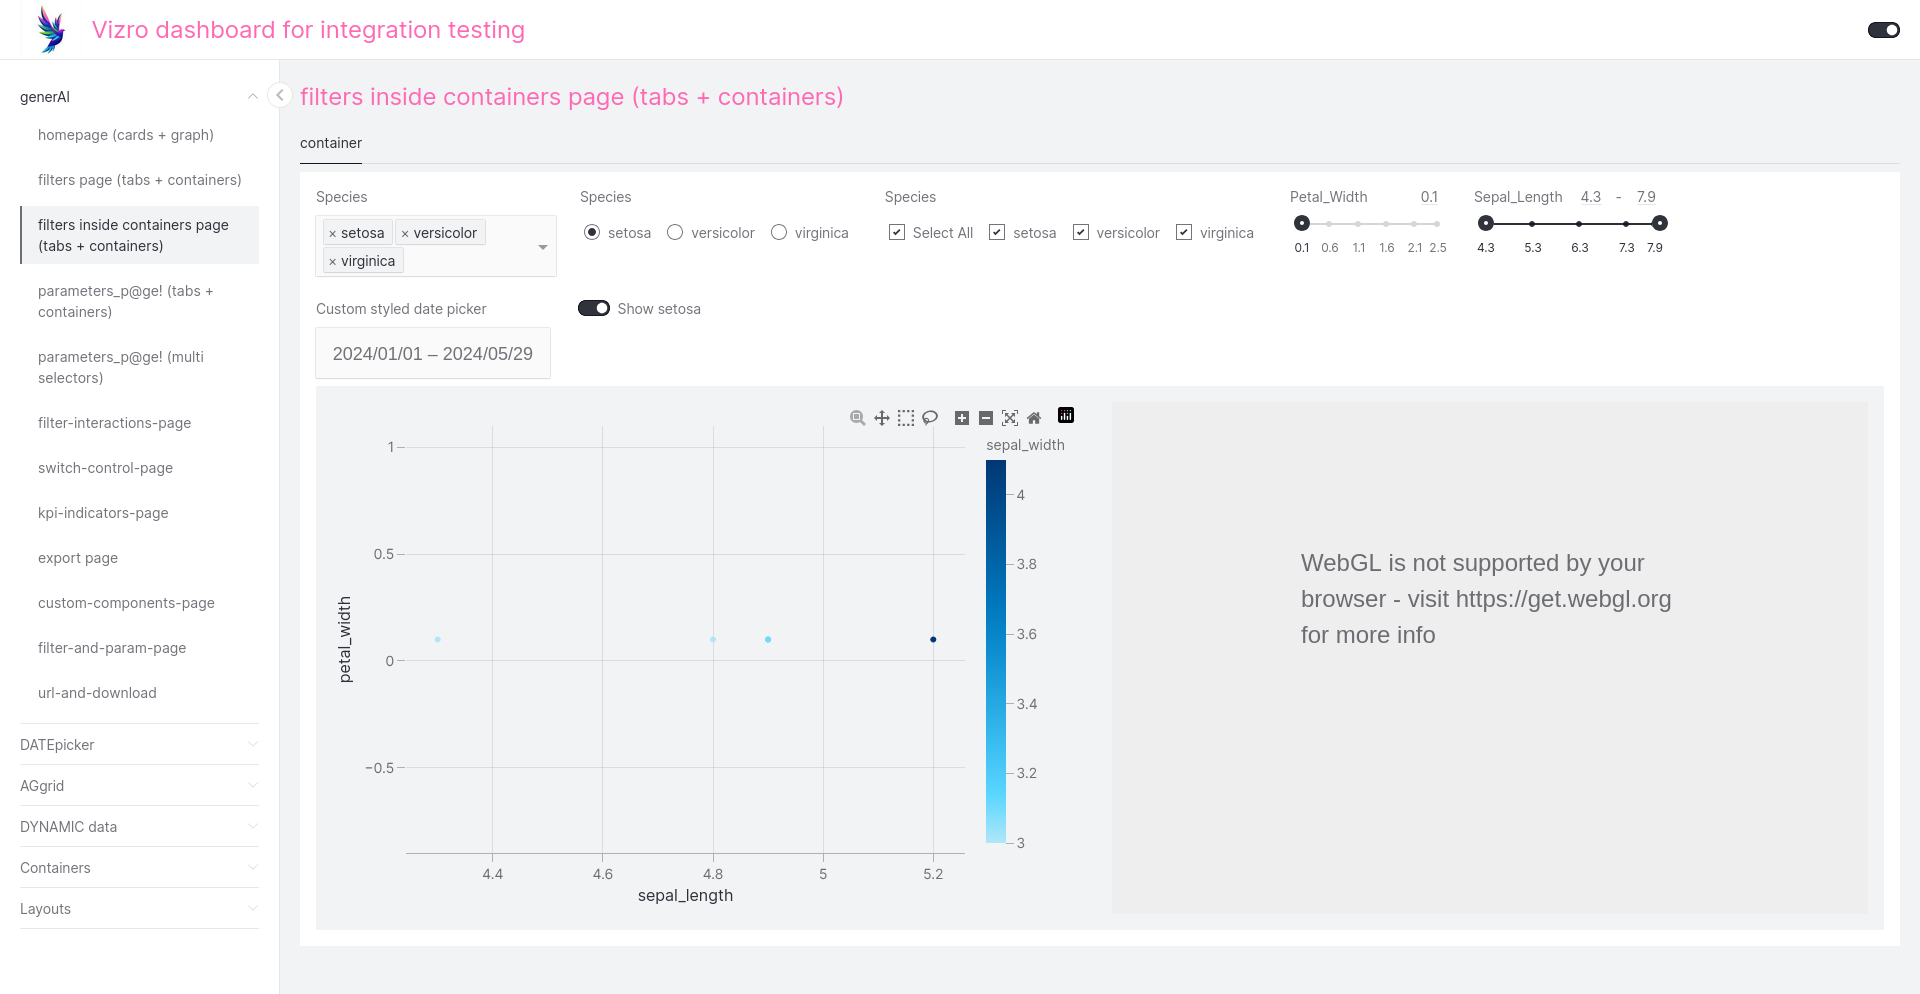 Vizro dashboard for integration testing
generAI
homepage (cards + graph)
filters page (tabs + containers)
filters inside containers page
(tabs + containers)
parameters_p@ge! (tabs +
containers)
parameters_p@ge! (multi
selectors)
filter-interactions-page
switch-control-page
kpi-indicators-page
export page
custom-components-page
filter-and-param-page
url-and-download
DATEpicker
AGgrid
DYNAMIC data
Containers
Layouts
filters inside containers page (tabs + containers)
container
Species
× setosa × versicolor
× virginica
Species
setosa versicolor virginica
Species
Select All setosa versicolor virginica
Petal_Width 0.1
0.1 0.6 1.1 1.6 2.1 2.5
Sepal_Length 4.3 - 7.9
4.3 5.3 6.3 7.3 7.9
Custom styled date picker
2024/01/01 – 2024/05/29
Show setosa
petal_width
1
0.5
0
−0.5
4.4 4.6 4.8 5 5.2
sepal_length
sepal_width
4
3.8
3.6
3.4
3.2
3
WebGL is not supported by your
browser - visit https://get.webgl.org
for more info